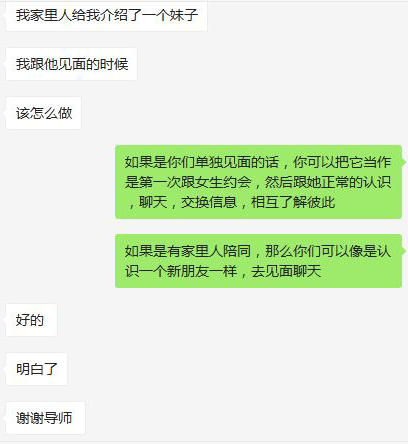 我家里人给我介绍了一个妹子
我跟他见面的时候
该怎么做
如果是你们单独见面的话，你可以把它当作
是第一次跟女生约会，然后跟她正常的认识
，聊天，交换信息，相互了解彼此
如果是有家里人陪同，那么你们可以像是认
识一个新朋友一样，去见面聊天
好的
明白了
谢谢导师